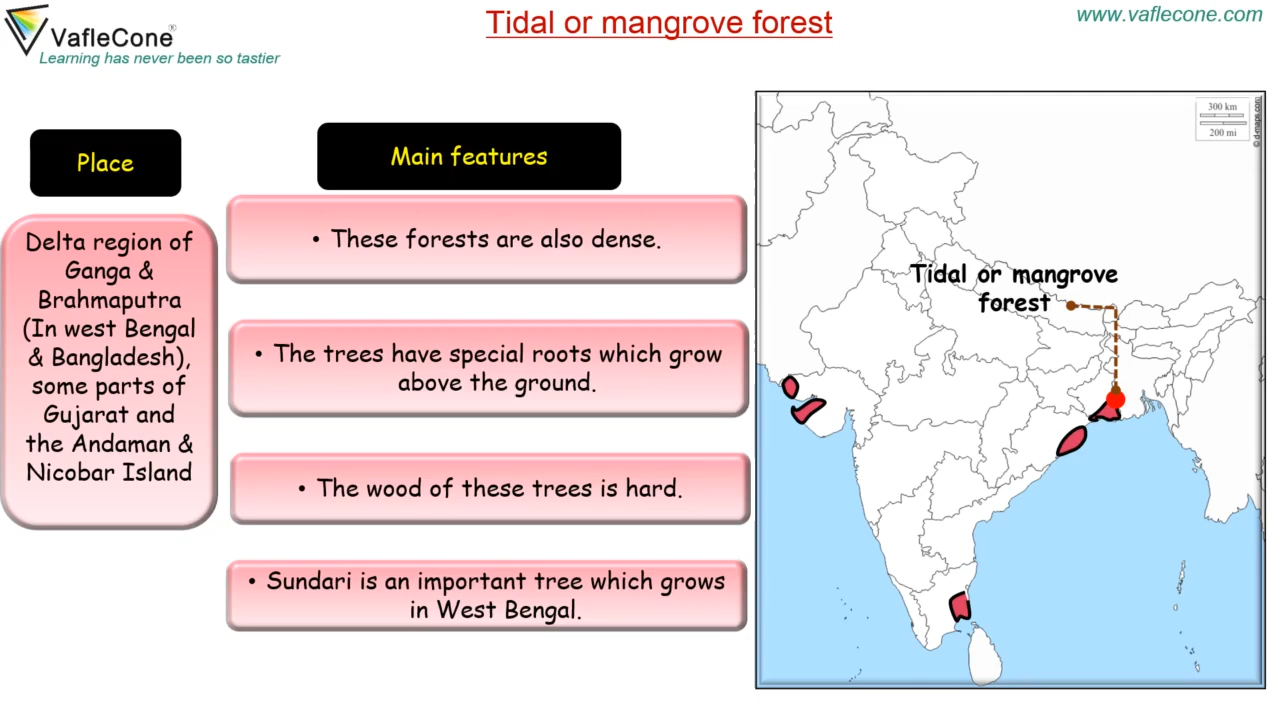 VafleCone®
Learning has never been so tastier
Tidal or mangrove forest
www.vaflecone.com
Place
Delta region of
Ganga &
Brahmaputra
(In west Bengal
& Bangladesh),
some parts of
Gujarat and
the Andaman &
Nicobar Island
Main features
• These forests are also dense.
• The trees have special roots which grow
above the ground.
• The wood of these trees is hard.
• Sundari is an important tree which grows
in West Bengal.
300 km
200 mi
© d-maps.com
Tidal or mangrove
forest